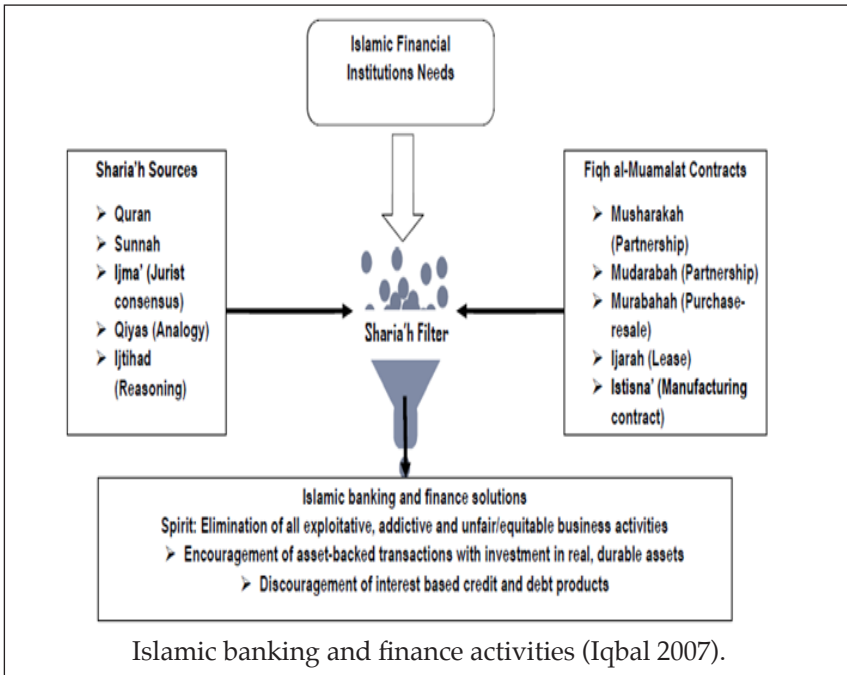 Islamic Financial
Institutions Needs
Sharia'h Sources
➢ Quran
➢ Sunnah
➢ Ijma' (Jurist
consensus)
➢ Qiyas (Analogy)
➢ Ijtihad
(Reasoning)
Sharia'h Filter
Fiqh al-Muamalat Contracts
➢ Musharakah
(Partnership)
➢ Mudarabah (Partnership)
➢ Murabahah (Purchase-
resale)
➢ Ijarah (Lease)
➢ Istisna' (Manufacturing
contract)
Islamic banking and finance solutions
Spirit: Elimination of all exploitative, addictive and unfair/equitable business activities
➢ Encouragement of asset-backed transactions with investment in real, durable assets
➢ Discouragement of interest based credit and debt products
Islamic banking and finance activities (Iqbal 2007).